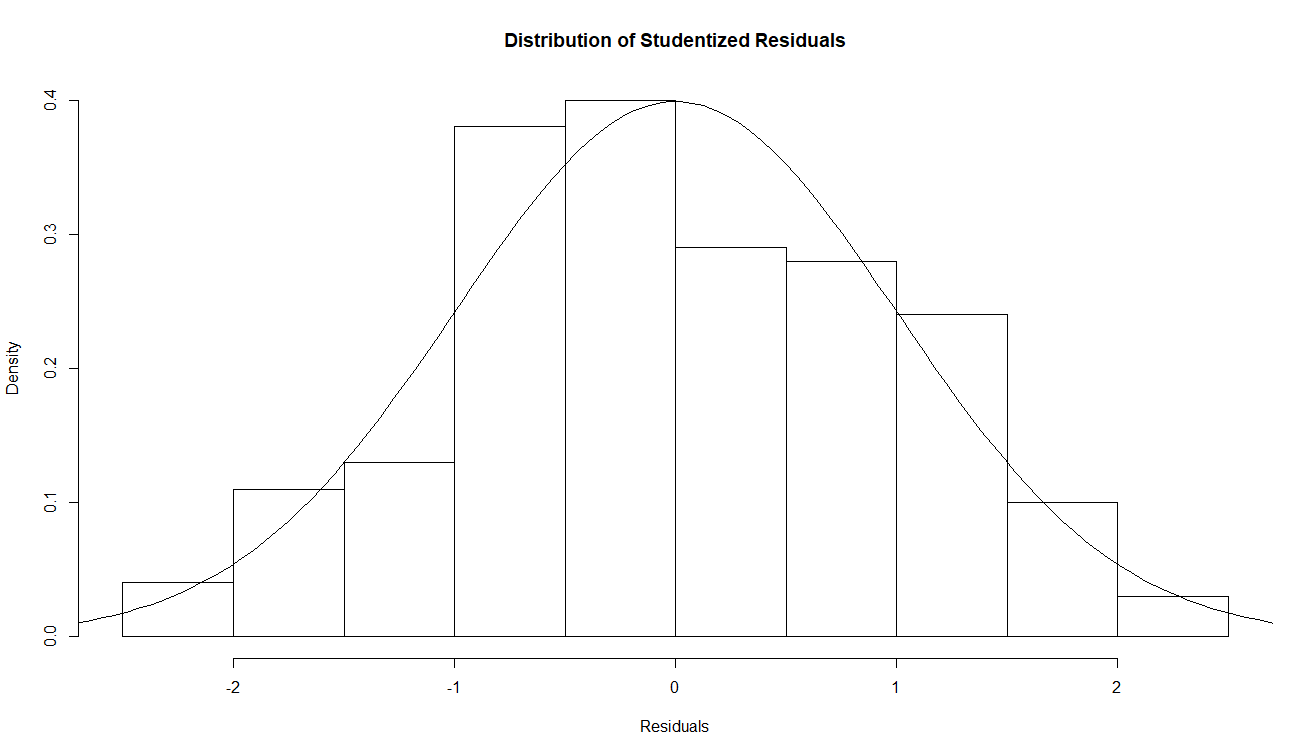 Distribution of Studentized Residuals
Density
0.4
0.3
0.2
0.1
0.0
-2 -1 0 1 2
Residuals